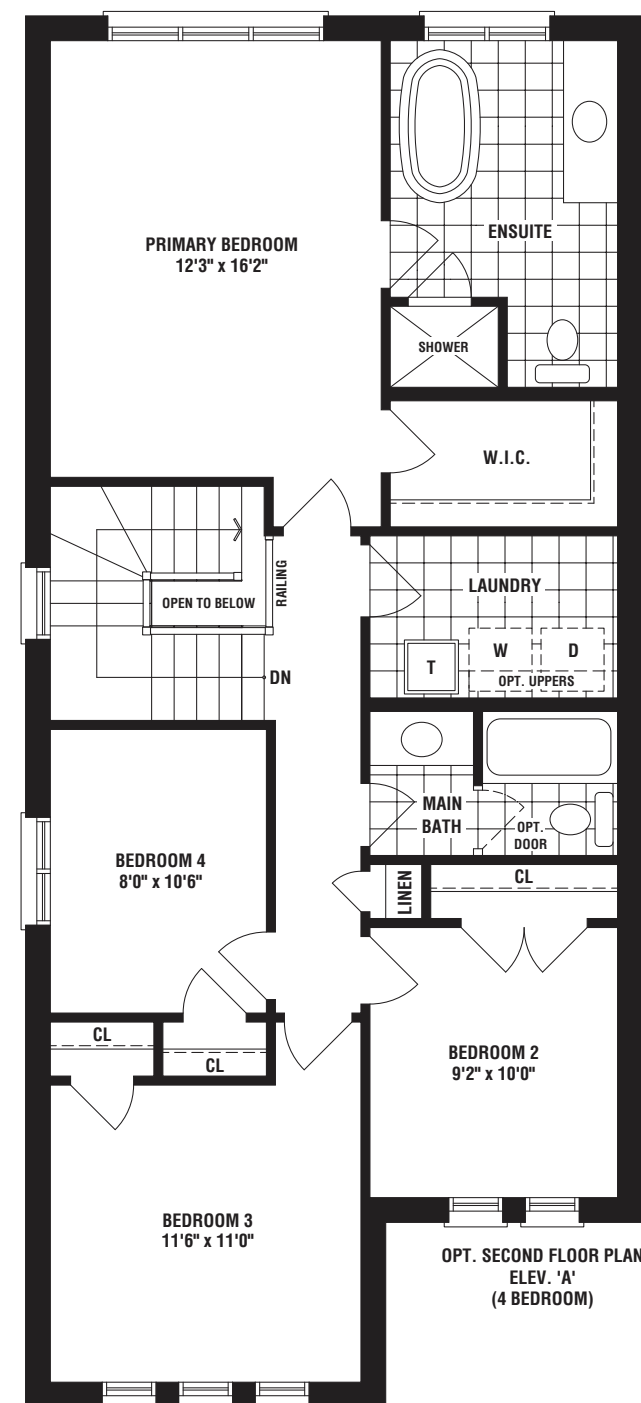 PRIMARY BEDROOM
12'3" x 16'2"
ENSUITE
SHOWER
W.I.C.
LAUNDRY
RAILING
OPEN TO BELOW
W
D
T
OPT. UPPERS
DN
MAIN
BATH
OPT.
DOOR
BEDROOM 4
8'0" x 10'6"
LINEN
CL
CL
CL
BEDROOM 2
9'2" x 10'0"
BEDROOM 3
11'6" x 11'0"
OPT. SECOND FLOOR PLAN
ELEV. 'A'
(4 BEDROOM)